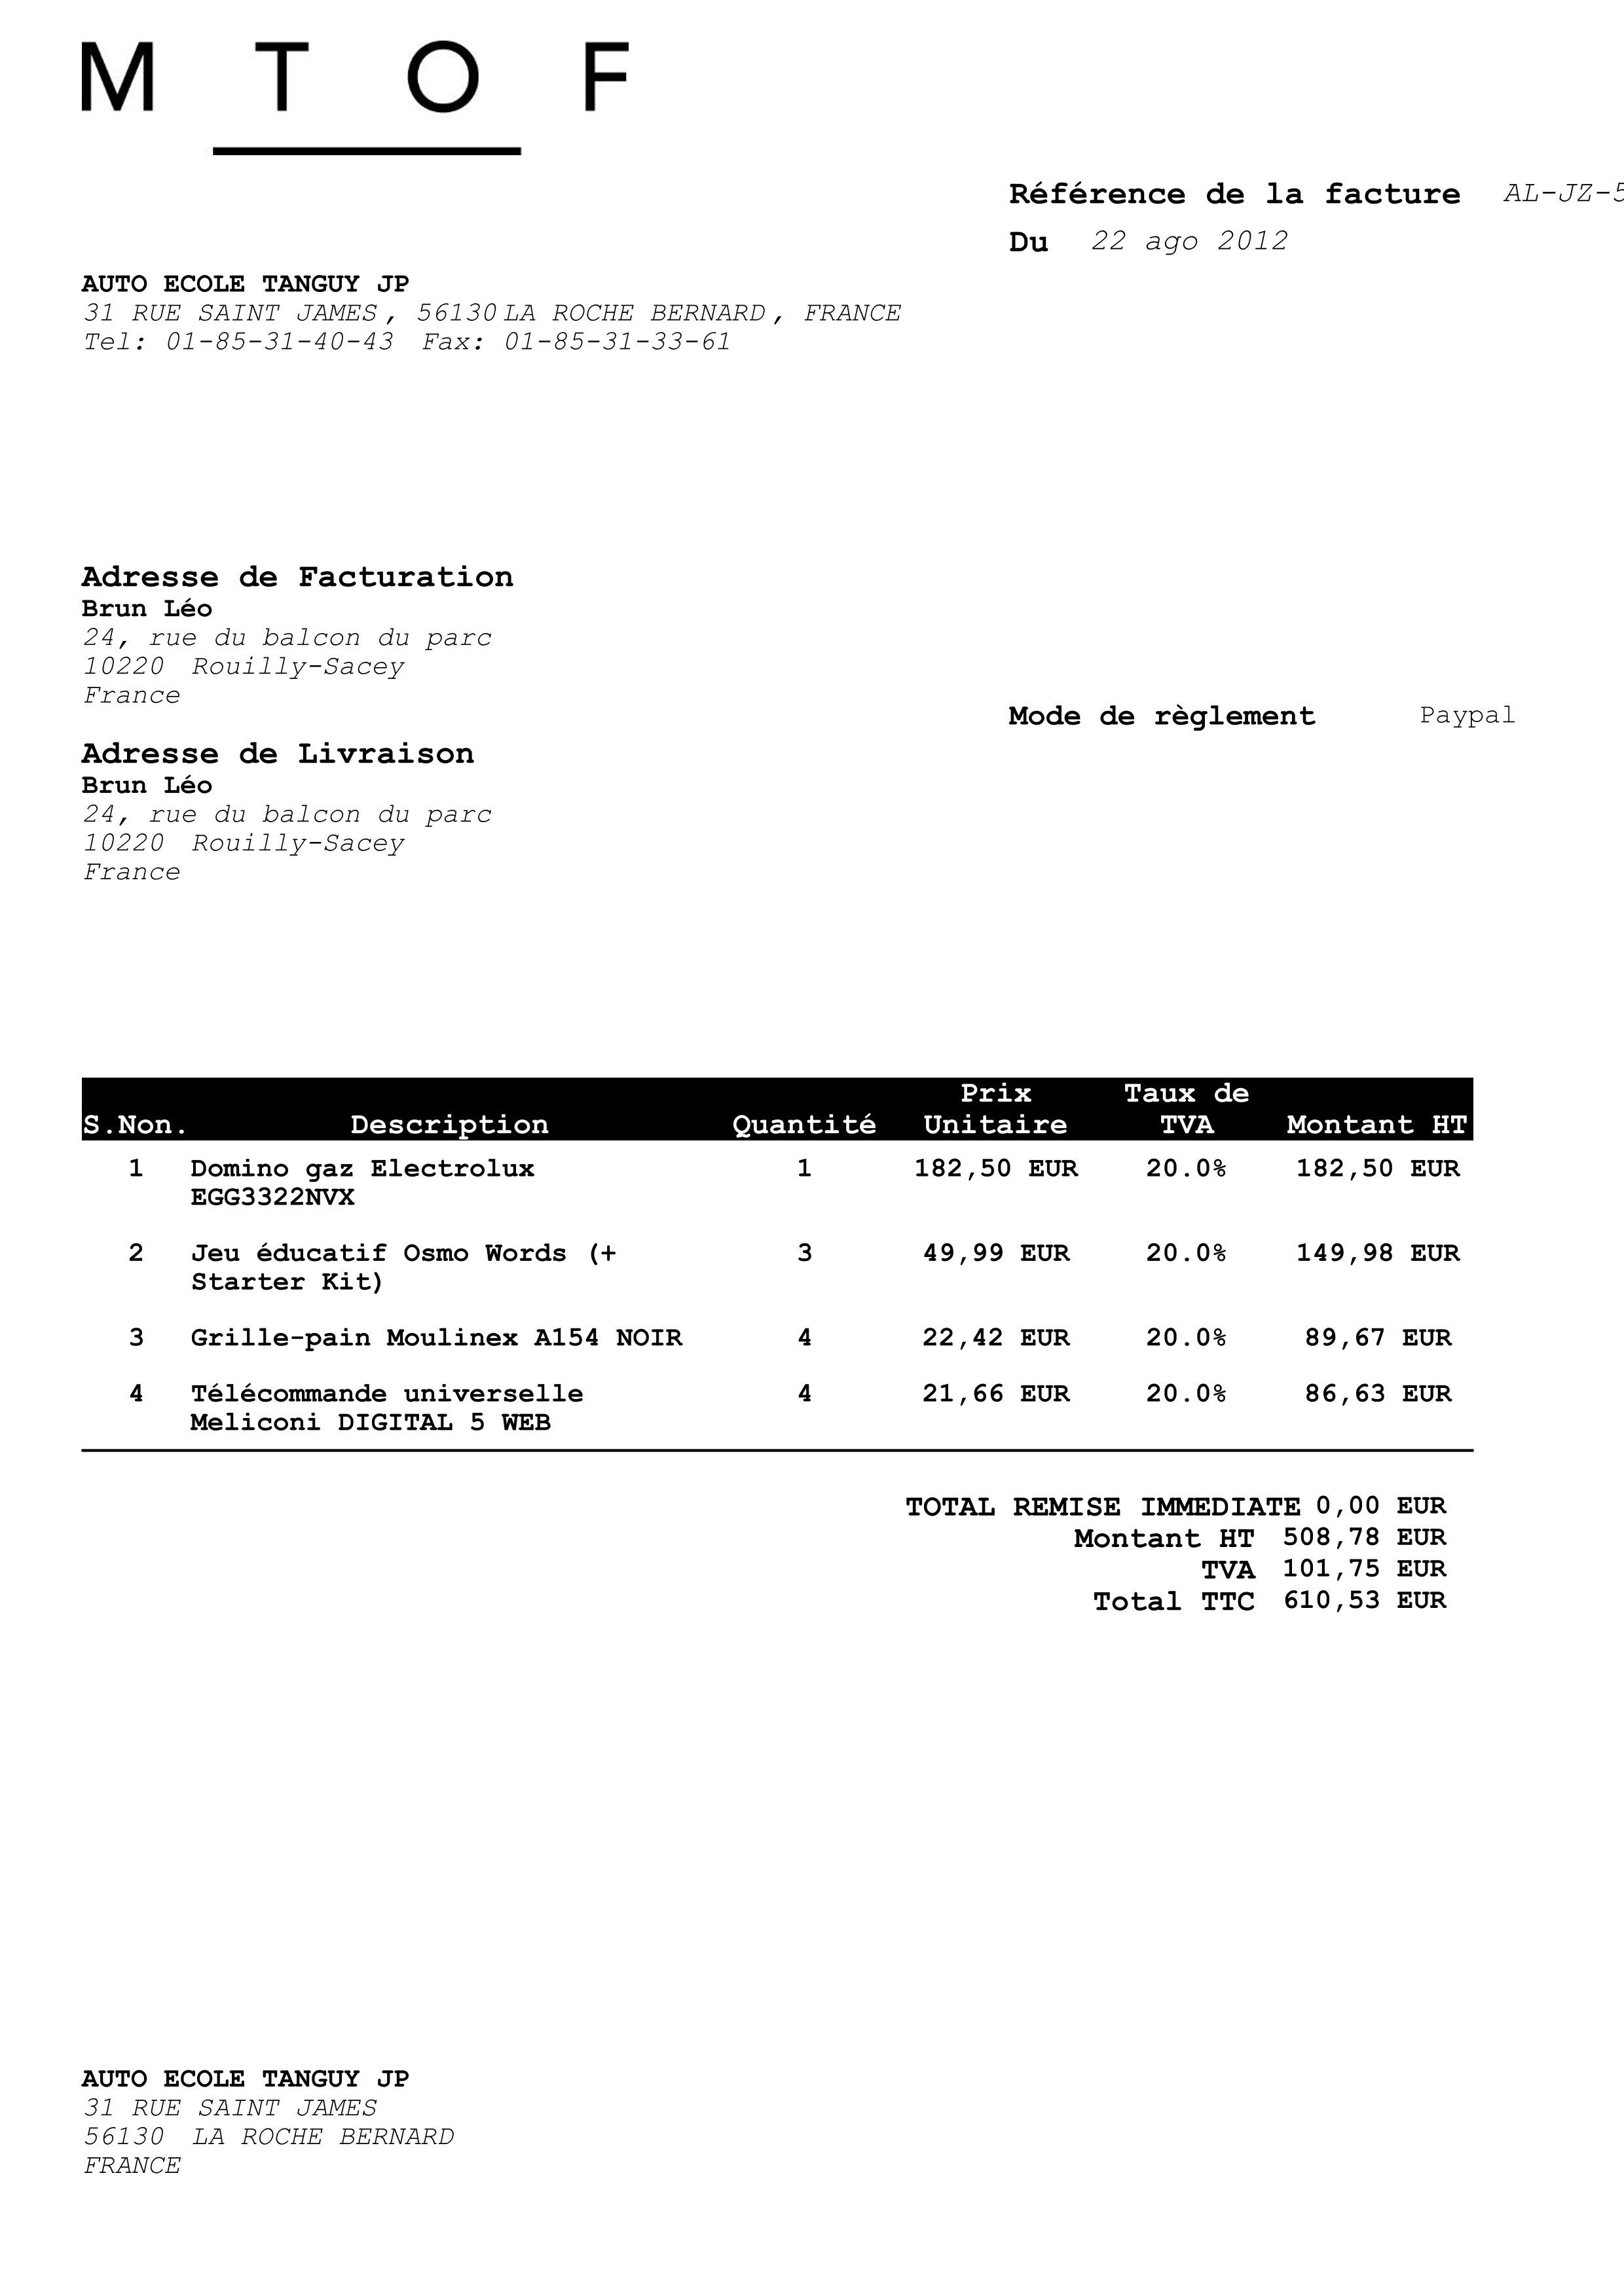 M T O F
Référence de la facture AL-JZ-5
Du 22 ago 2012
AUTO ECOLE TANGUY JP
31 RUE SAINT JAMES, 56130 LA ROCHE BERNARD, FRANCE
Tel: 01-85-31-40-43 Fax: 01-85-31-33-61
Adresse de Facturation
Brun Léo
24, rue du balcon du parc
10220 Rouilly-Sacey
France
Mode de règlement Paypal
Adresse de Livraison
Brun Léo
24, rue du balcon du parc
10220 Rouilly-Sacey
France
Prix Taux de
S.Non. Description Quantité Unitaire TVA Montant HT
1 Domino gaz Electrolux 1 182,50 EUR 20.0% 182,50 EUR
EGG3322NVX
2 Jeu éducatif Osmo Words (+ 3 49,99 EUR 20.0% 149,98 EUR
Starter Kit)
3 Grille-pain Moulinex A154 NOIR 4 22,42 EUR 20.0% 89,67 EUR
4 Télécommande universelle 4 21,66 EUR 20.0% 86,63 EUR
Meliconi DIGITAL 5 WEB
TOTAL REMISE IMMEDIATE 0,00 EUR
Montant HT 508,78 EUR
TVA 101,75 EUR
Total TTC 610,53 EUR
AUTO ECOLE TANGUY JP
31 RUE SAINT JAMES
56130 LA ROCHE BERNARD
FRANCE